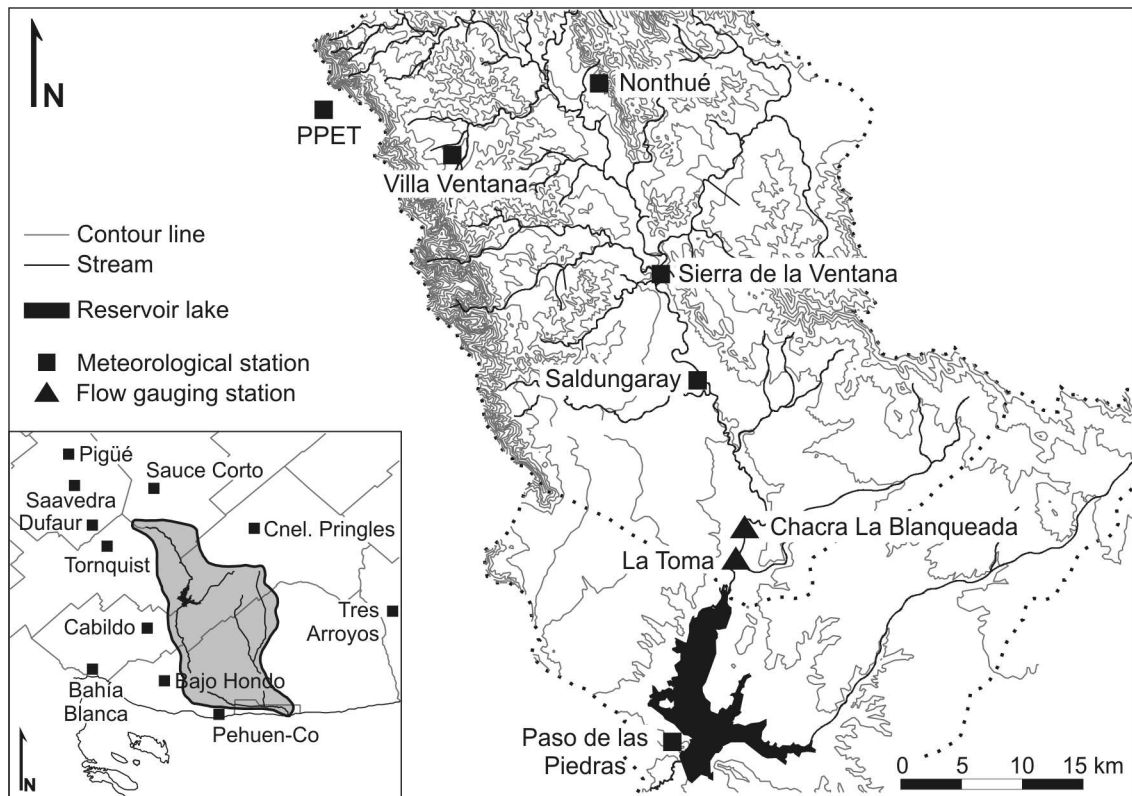 N
Nonthué
PPET
Villa Ventana
Contour line
Stream
Reservoir lake
Meteorological station
Flow gauging station
Sierra de la Ventana
Saldungaray
Chacra La Blanqueada
La Toma
Paso de las
Piedras
0 5 10 15 km
Pigüé
Sauce Corto
Saavedra
Dufaur
Cnel. Pringles
Tornquist
Tres
Arroyos
Cabildo
Bajo Hondo
Bahía
Blanca
Pehuen-Co
N